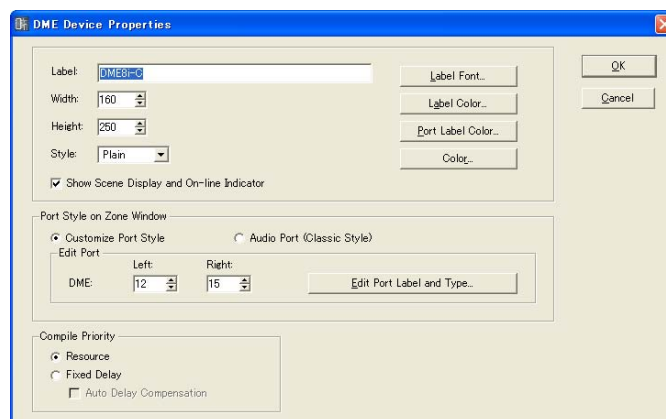 DME Device Properties
Label: DME8i-C
Label Font...
OK
Width: 160
Label Color...
Cancel
Height: 250
Port Label Color...
Style: Plain
Color...
Show Scene Display and On-line Indicator
Port Style on Zone Window
Customize Port Style
Audio Port (Classic Style)
Edit Port
Left:
Right:
DME: 12 15
Edit Port Label and Type...
Compile Priority
Resource
Fixed Delay
Auto Delay Compensation